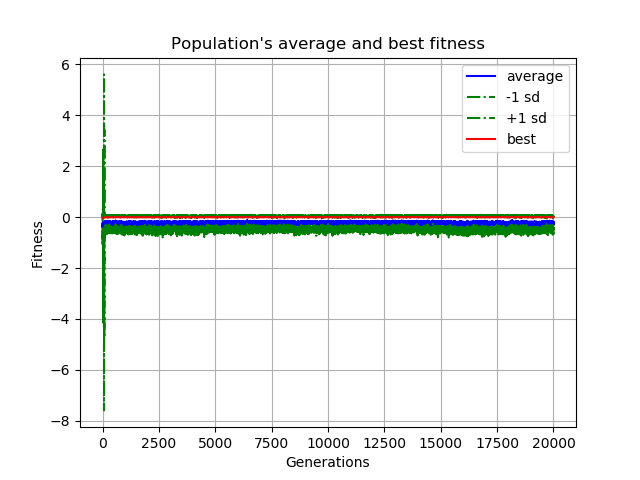 Population's average and best fitness
6
4
2
0
−2
−4
−6
−8
Fitness
average
-1 sd
+1 sd
best
0 2500 5000 7500 10000 12500 15000 17500 20000
Generations